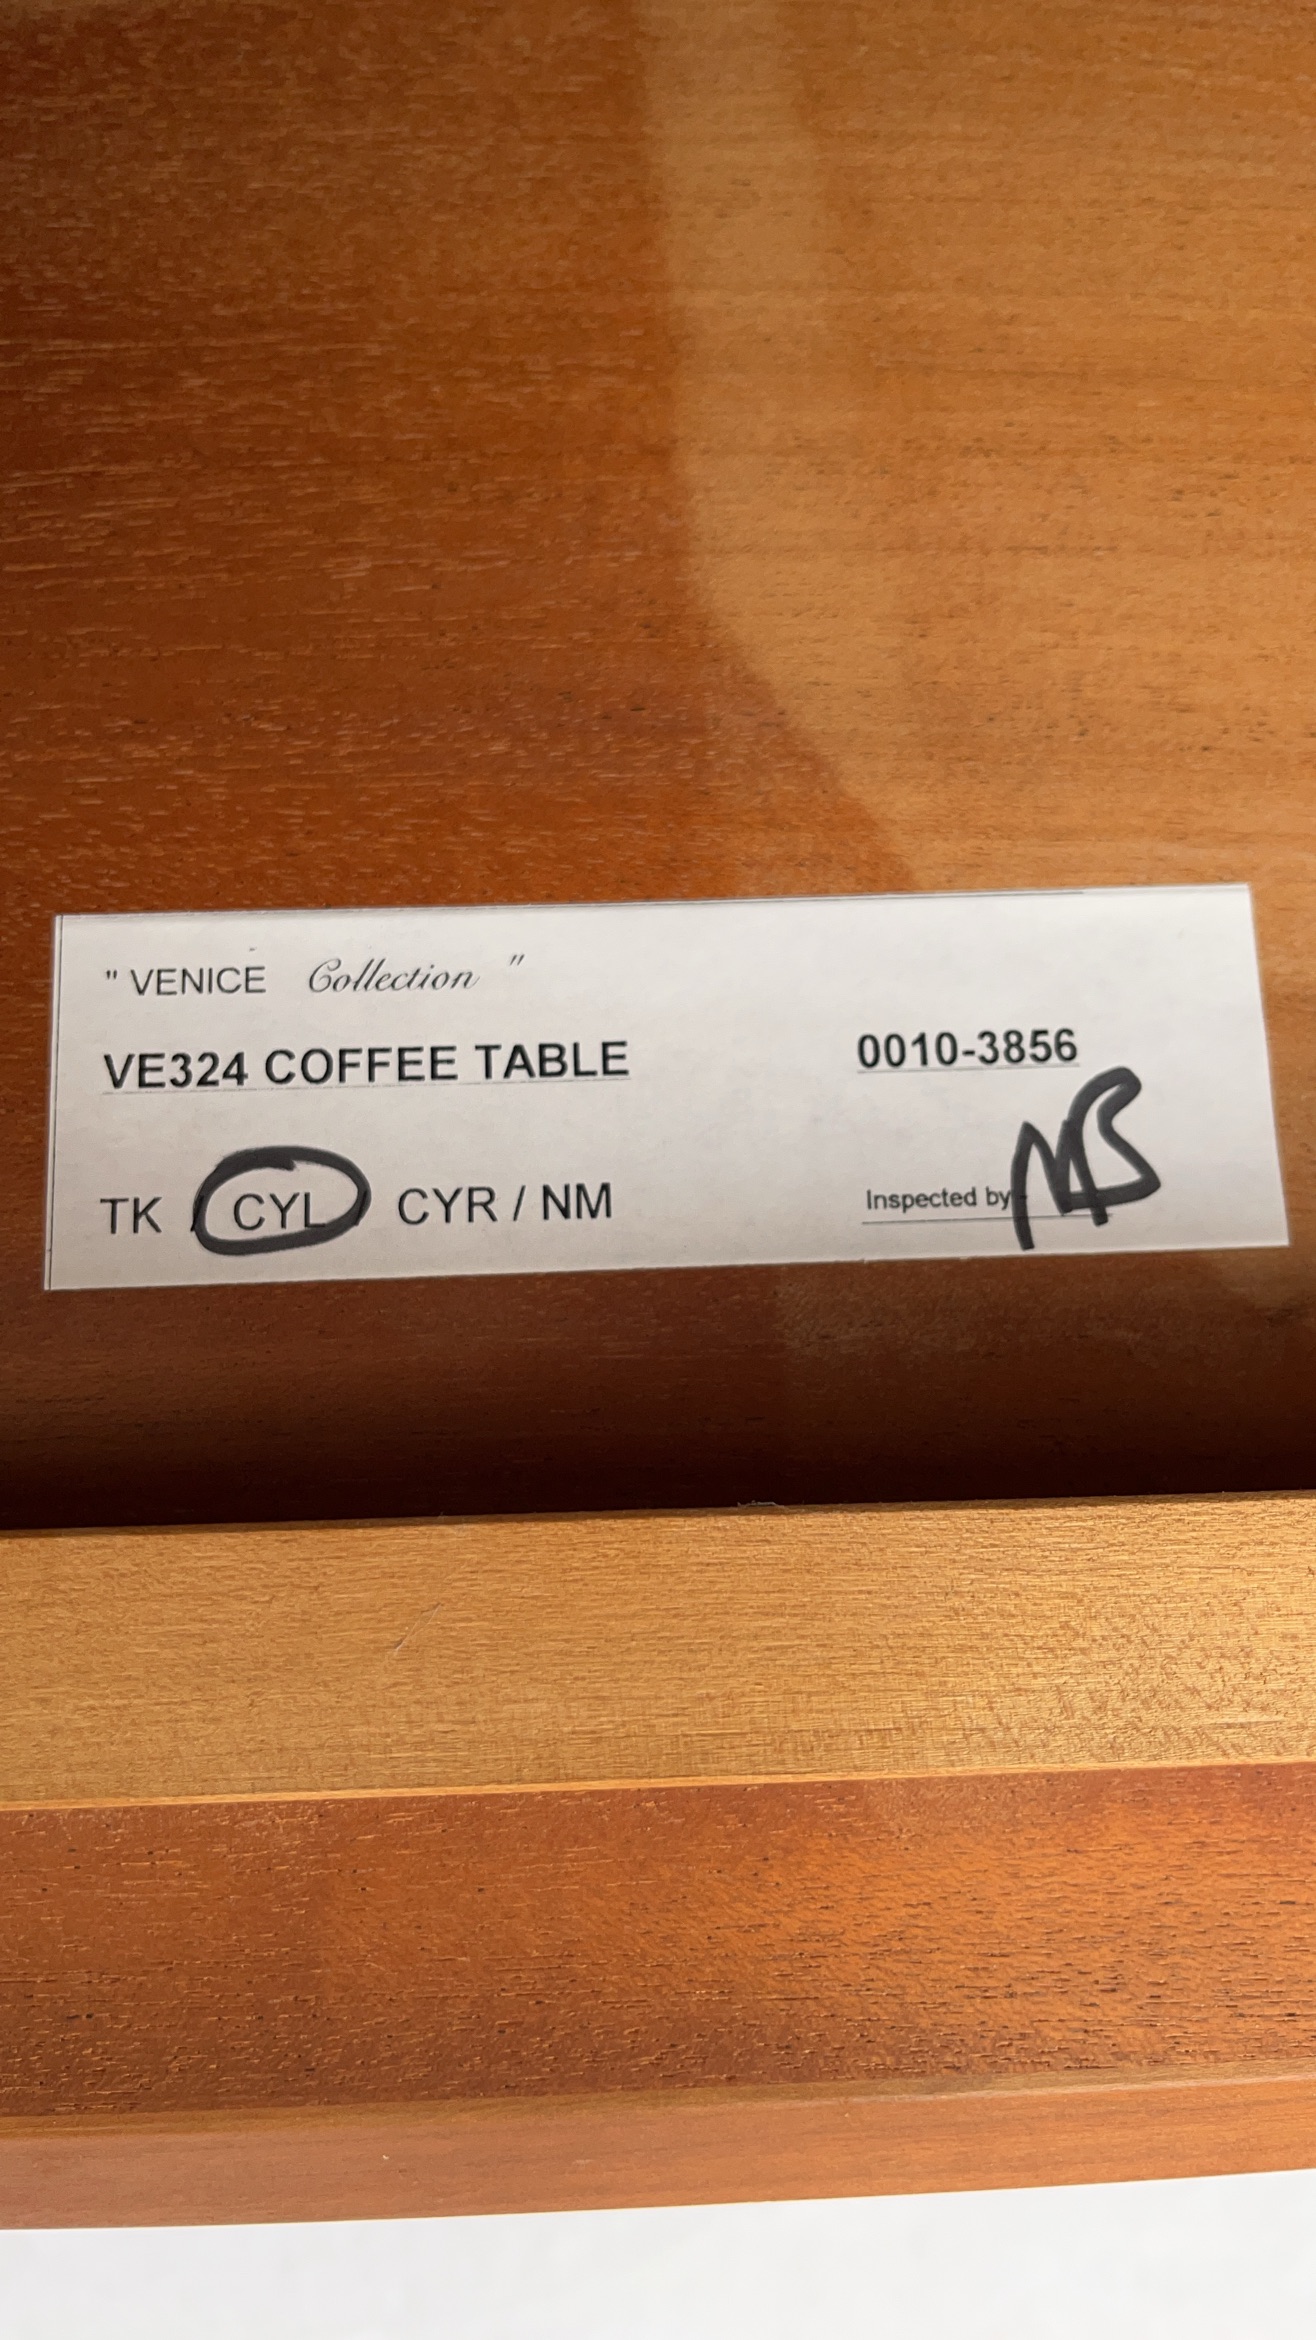 " VENICE Collection "
VE324 COFFEE TABLE 0010-3856
TK / CYL / CYR / NM Inspected by